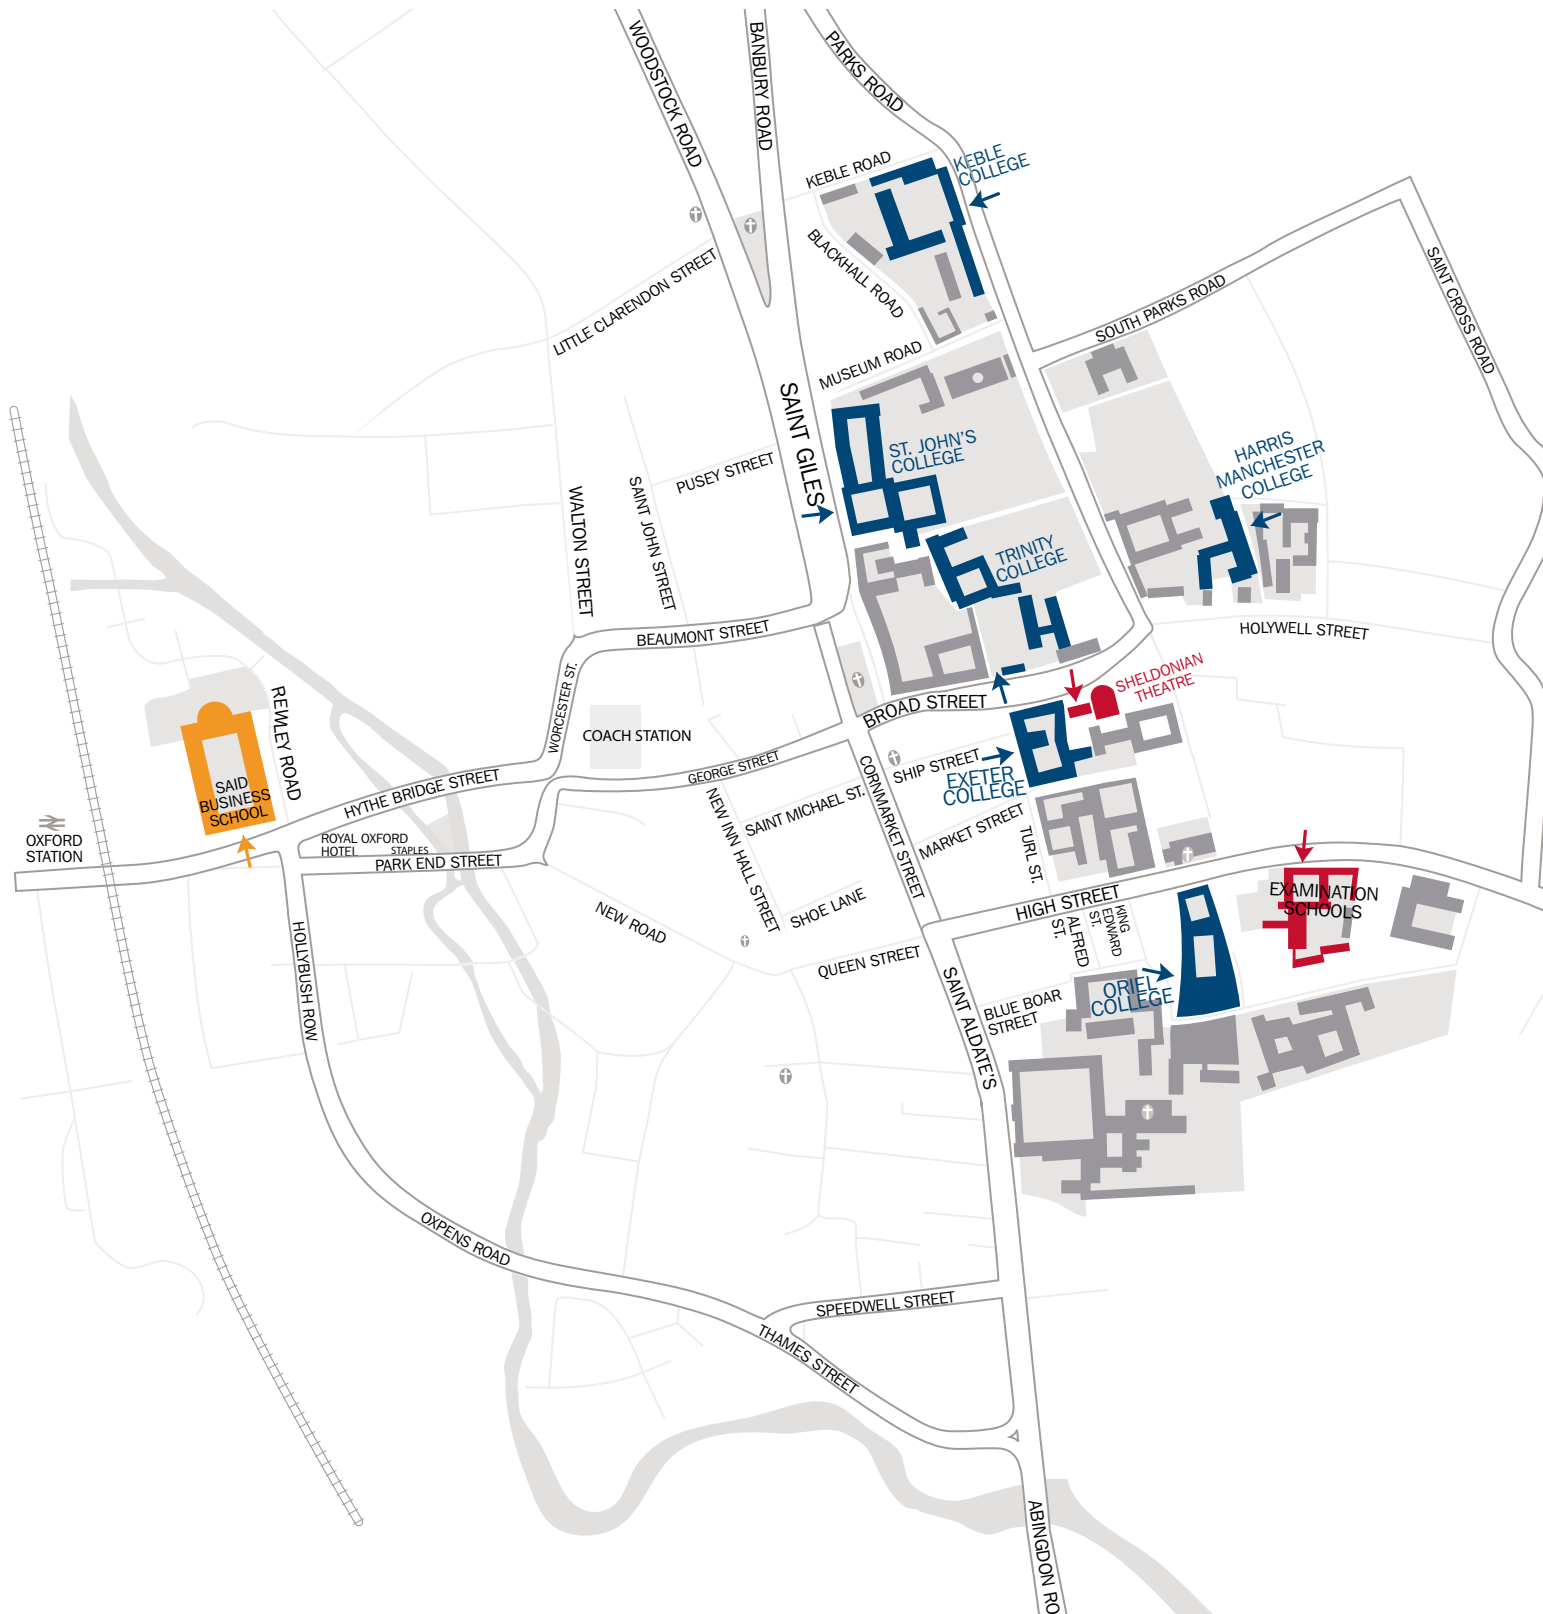 WOODSTOCK ROAD
BANBURY ROAD
PARKS ROAD
KEBLE ROAD
KEBLE
COLLEGE
BLACKHALL ROAD
LITTLE CLARENDON STREET
SOUTH PARKS ROAD
SAINT CROSS ROAD
MUSEUM ROAD
SAINT GILES
ST. JOHN'S
COLLEGE
HARRIS
MANCHESTER
COLLEGE
PUSEY STREET
WALTON STREET
SAINT JOHN STREET
TRINITY
COLLEGE
BEAUMONT STREET
HOLYWELL STREET
SHELDONIAN
THEATRE
WORCESTER ST.
BROAD STREET
REWLEY ROAD
COACH STATION
SAID
BUSINESS
SCHOOL
HYTHE BRIDGE STREET
GEORGE STREET
SHIP STREET
EXETER
COLLEGE
CORNMARKET STREET
SAINT MICHAEL ST.
MARKET STREET
TURL ST.
OXFORD
STATION
ROYAL OXFORD
HOTEL
STAPLES
PARK END STREET
NEW INN HALL STREET
SHOE LANE
NEW ROAD
HIGH STREET
EXAMINATION
SCHOOLS
KING
EDWARD
ST.
ALFRED
ST.
HOLLYBUSH ROW
QUEEN STREET
SAINT ALDATE'S
BLUE BOAR
STREET
ORIEL
COLLEGE
OXPENS ROAD
SPEEDWELL STREET
THAMES STREET
ABINGDON RO